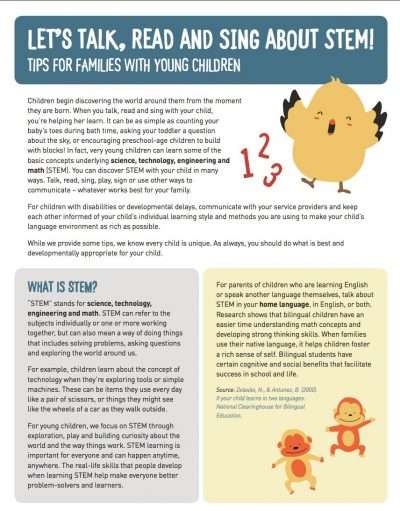 LET'S TALK, READ AND SING ABOUT STEM!
TIPS FOR FAMILIES WITH YOUNG CHILDREN
Children begin discovering the world around them from the moment
they are born. When you talk, read and sing with your child,
you're helping her learn. It can be as simple as counting your
baby's toes during bath time, asking your toddler a question
about the sky, or encouraging preschool-age children to build
with blocks! In fact, very young children can learn some of the
basic concepts underlying science, technology, engineering and
math (STEM). You can discover STEM with your child in many
ways. Talk, read, sing, play, sign or use other ways to
communicate – whatever works best for your family.
1 2 3
For children with disabilities or developmental delays, communicate with your service providers and keep
each other informed of your child's individual learning style and methods you are using to make your child's
language environment as rich as possible.
While we provide some tips, we know every child is unique. As always, you should do what is best and
developmentally appropriate for your child.
WHAT IS STEM?
"STEM" stands for science, technology,
engineering and math. STEM can refer to the
subjects individually or one or more working
together, but can also mean a way of doing things
that includes solving problems, asking questions
and exploring the world around us.
For example, children learn about the concept of
technology when they're exploring tools or simple
machines. These can be items they use every day
like a pair of scissors, or things they might see
like the wheels of a car as they walk outside.
For young children, we focus on STEM through
exploration, play and building curiosity about the
world and the way things work. STEM learning is
important for everyone and can happen anytime,
anywhere. The real-life skills that people develop
when learning STEM help make everyone better
problem-solvers and learners.
For parents of children who are learning English
or speak another language themselves, talk about
STEM in your home language, in English, or both.
Research shows that bilingual children have an
easier time understanding math concepts and
developing strong thinking skills. When families
use their native language, it helps children foster
a rich sense of self. Bilingual students have
certain cognitive and social benefits that facilitate
success in school and life.
Source: Zelasko, N., & Antunez, B. (2000).
If your child learns in two languages.
National Clearinghouse for Bilingual
Education.